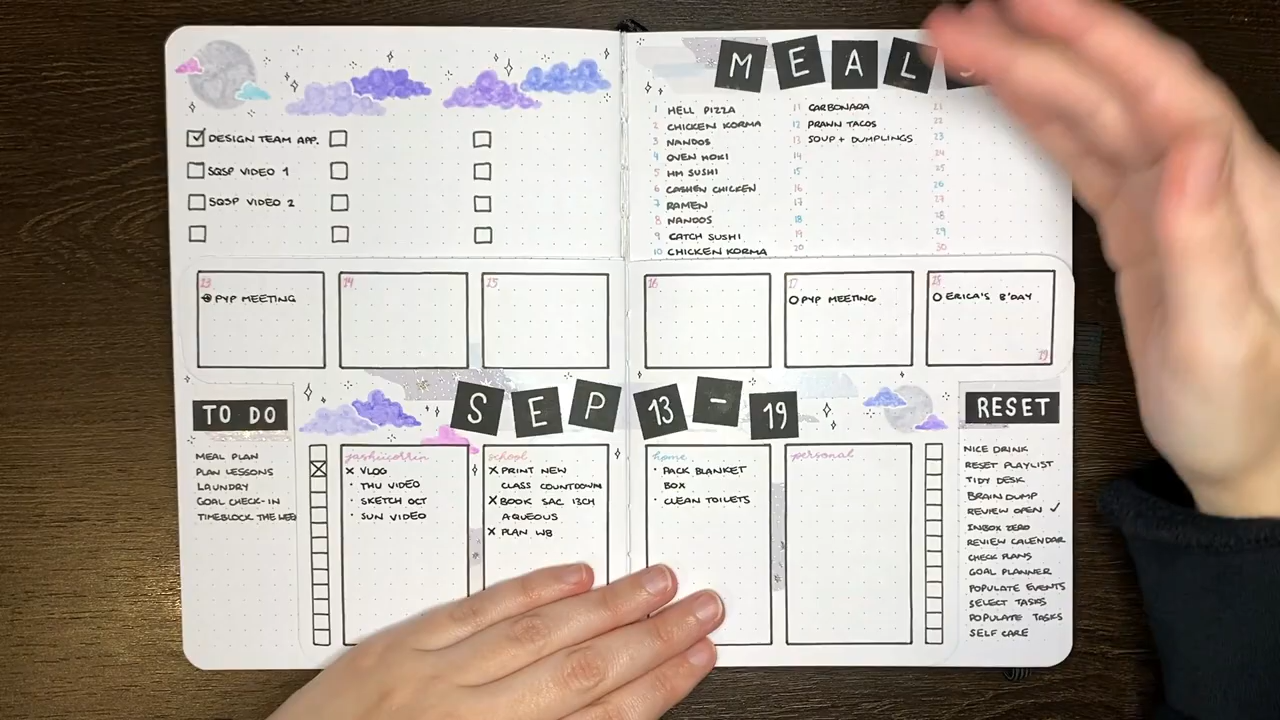 MEALS
DESIGN TEAM APP.
SQSP VIDEO 1
SQSP VIDEO 2
1 HELL PIZZA
2 CHICKEN KORMA
3 NANDOS
4 OVEN HOKI
5 HM SUSHI
6 CASHEW CHICKEN
7 RAMEN
8 NANDOS
9 CATCH SUSHI
10 CHICKEN KORMA
11 CARBONARA
12 PRAWN TACOS
13 SOUP + DUMPLINGS
14
15
16
17
18
19
20
21
22
23
24
25
26
27
28
29
30
13
PYP MEETING
14
15
16
17
PYP MEETING
18
ERICA'S B'DAY
19
SEP 13-19
TO DO
MEAL PLAN
PLAN LESSONS
LAUNDRY
GOAL CHECK-IN
TIMEBLOCK THE WEEK
jashiicorrin
X VLOG
· THU VIDEO
· SKETCH OCT
· SUN VIDEO
school
X PRINT NEW
CLASS COUNTDOWN
X BOOK SAC 13CH
AQUEOUS
X PLAN WB
home
· PACK BLANKET
BOX
· CLEAN TOILETS
personal
RESET
NICE DRINK
RESET PLAYLIST
TIDY DESK
BRAIN DUMP
REVIEW OPEN ✓
INBOX ZERO
REVIEW CALENDAR
CHECK PLANS
GOAL PLANNER
POPULATE EVENTS
SELECT TASKS
POPULATE TASKS
SELF CARE